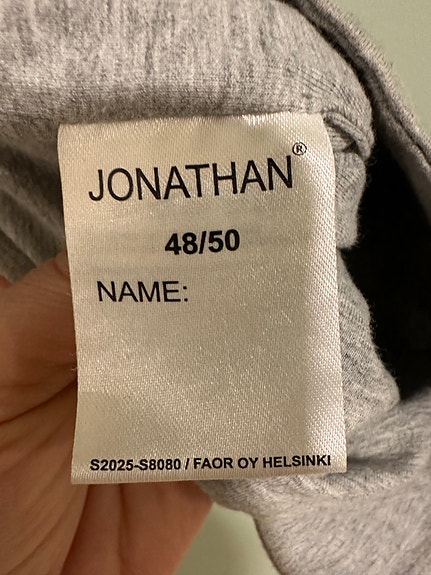 JONATHAN®
48/50
NAME:
S2025-S8080 / FAOR OY HELSINKI